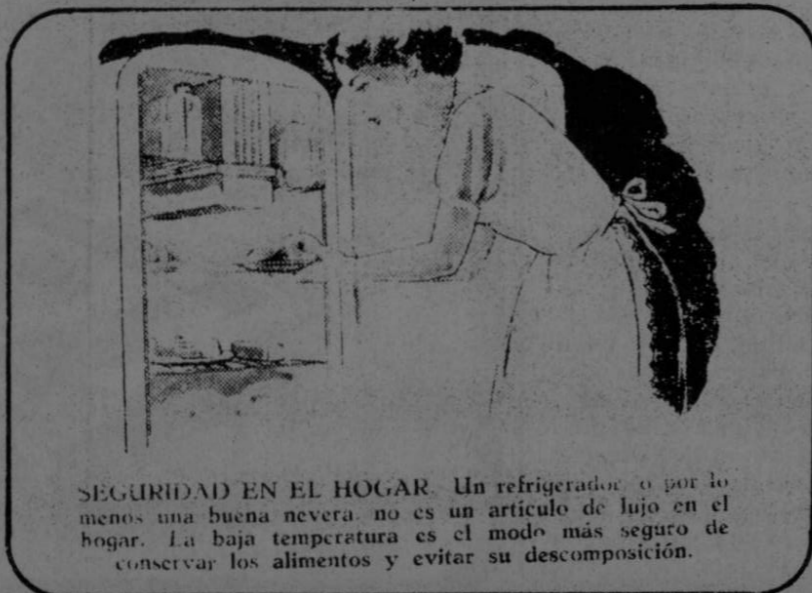 SEGURIDAD EN EL HOGAR. Un refrigerador, o por lo
menos una buena nevera, no es un articulo de lujo en el
hogar. La baja temperatura es el modo más seguro de
conservar los alimentos y evitar su descomposición.